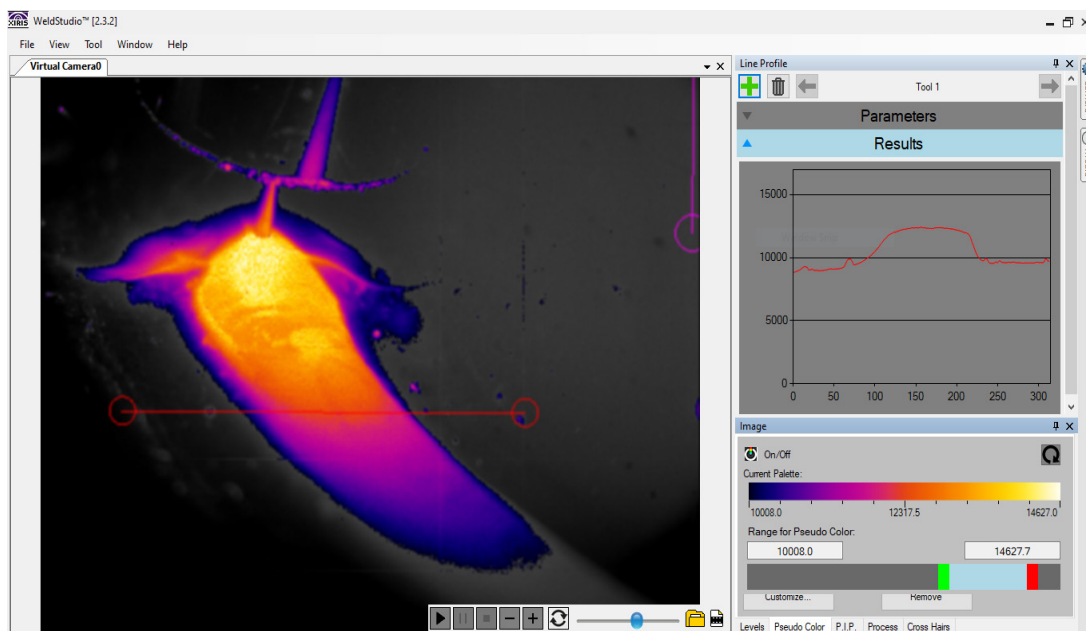 XIRIS WeldStudio™ [2.3.2]
File View Tool Window Help
Virtual Camera0
Line Profile
Tool 1
Parameters
Results
15000
10000
5000
0
0 50 100 150 200 250 300
Image
On/Off
Current Palette:
10008.0 12317.5 14627.0
Range for Pseudo Color:
10008.0 14627.7
Customize... Remove
Levels Pseudo Color P.I.P. Process Cross Hairs